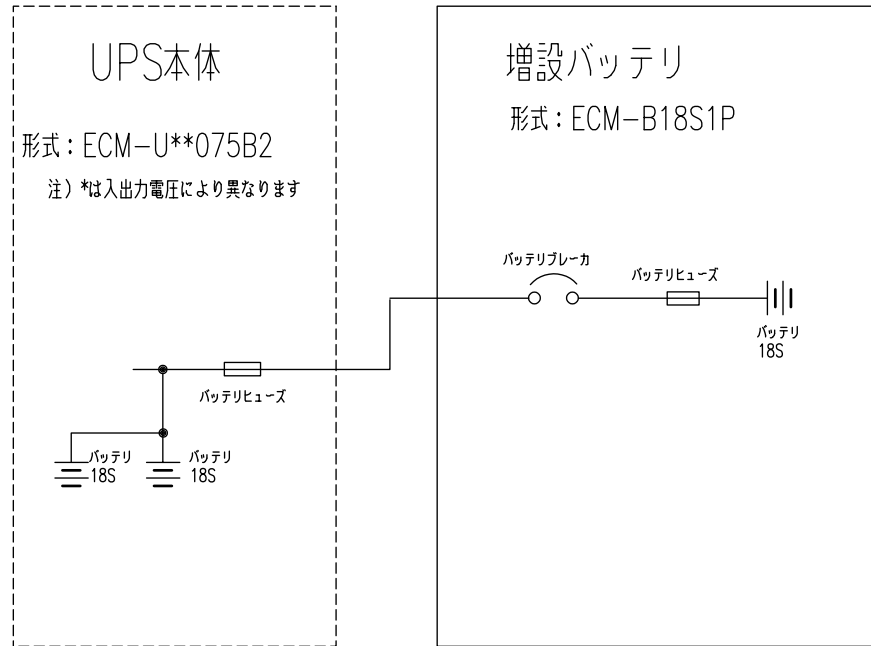 UPS本体
形式：ECM-U**075B2
注）*は入出力電圧により異なります
バッテリヒューズ
バッテリ
18S
バッテリ
18S
増設バッテリ
形式：ECM-B18S1P
バッテリブレーカ
バッテリヒューズ
バッテリ
18S